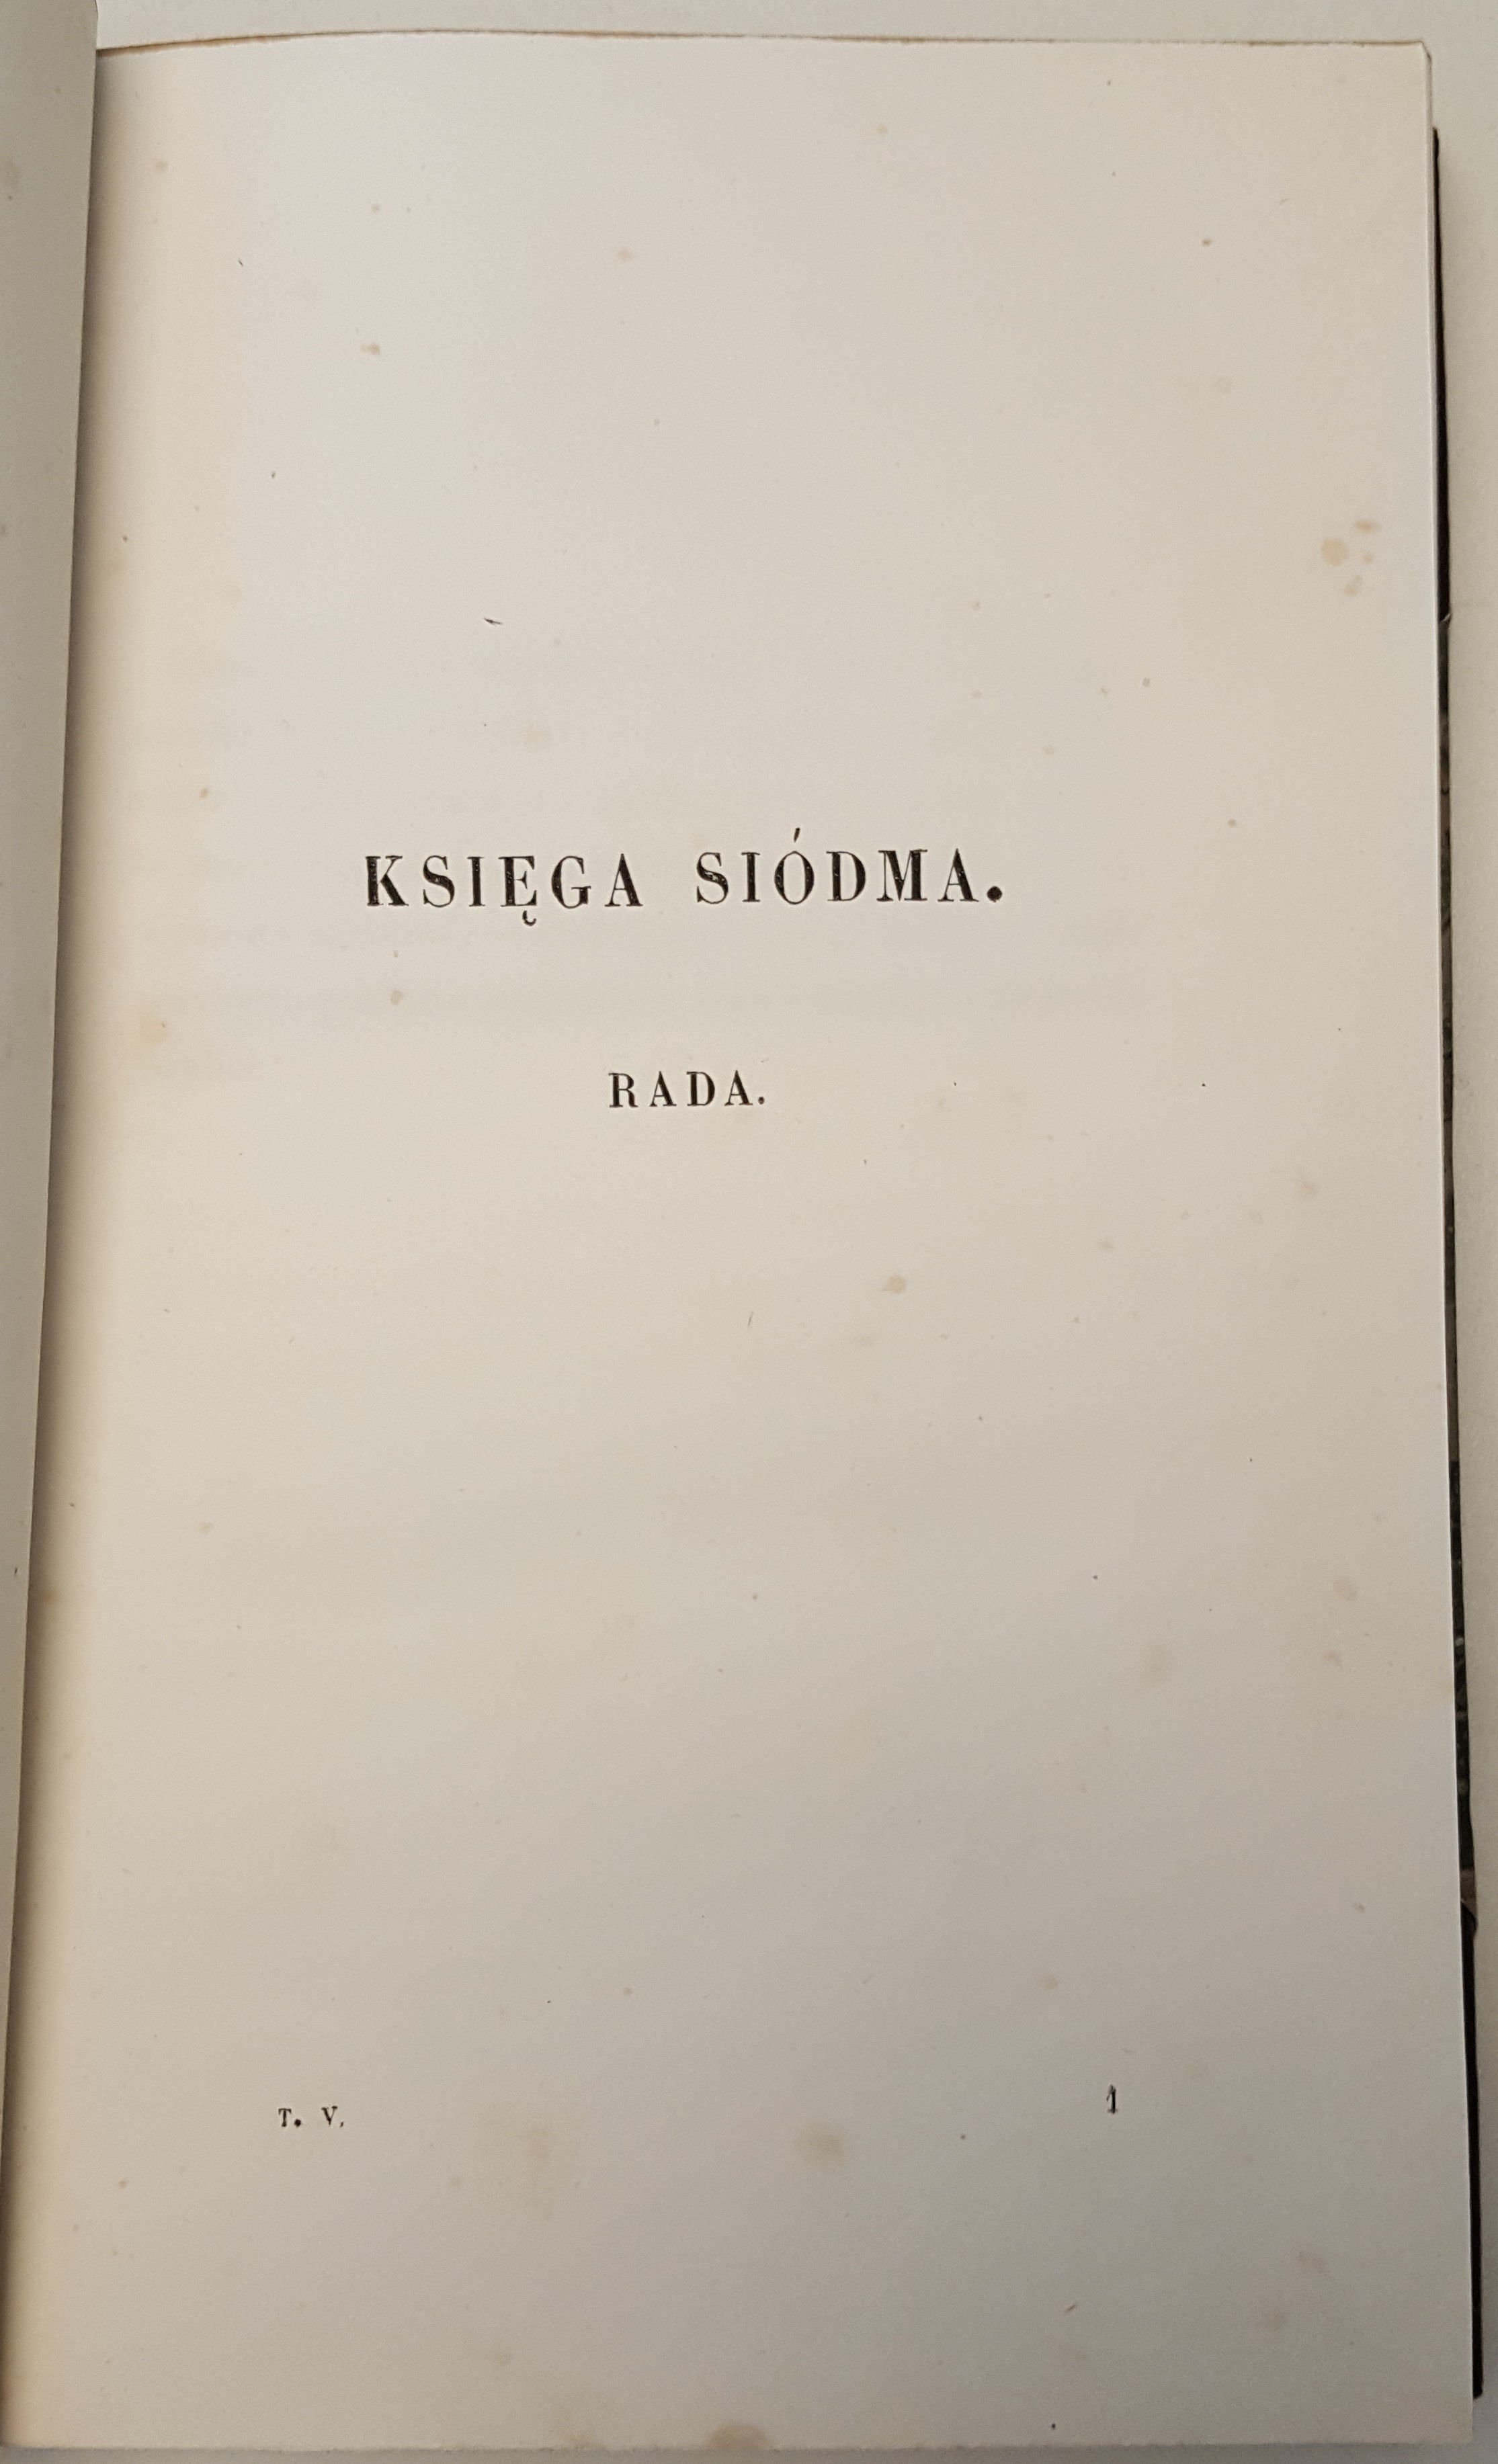 KSIĘGA SIÓDMA.
RADA.
T. V. 1